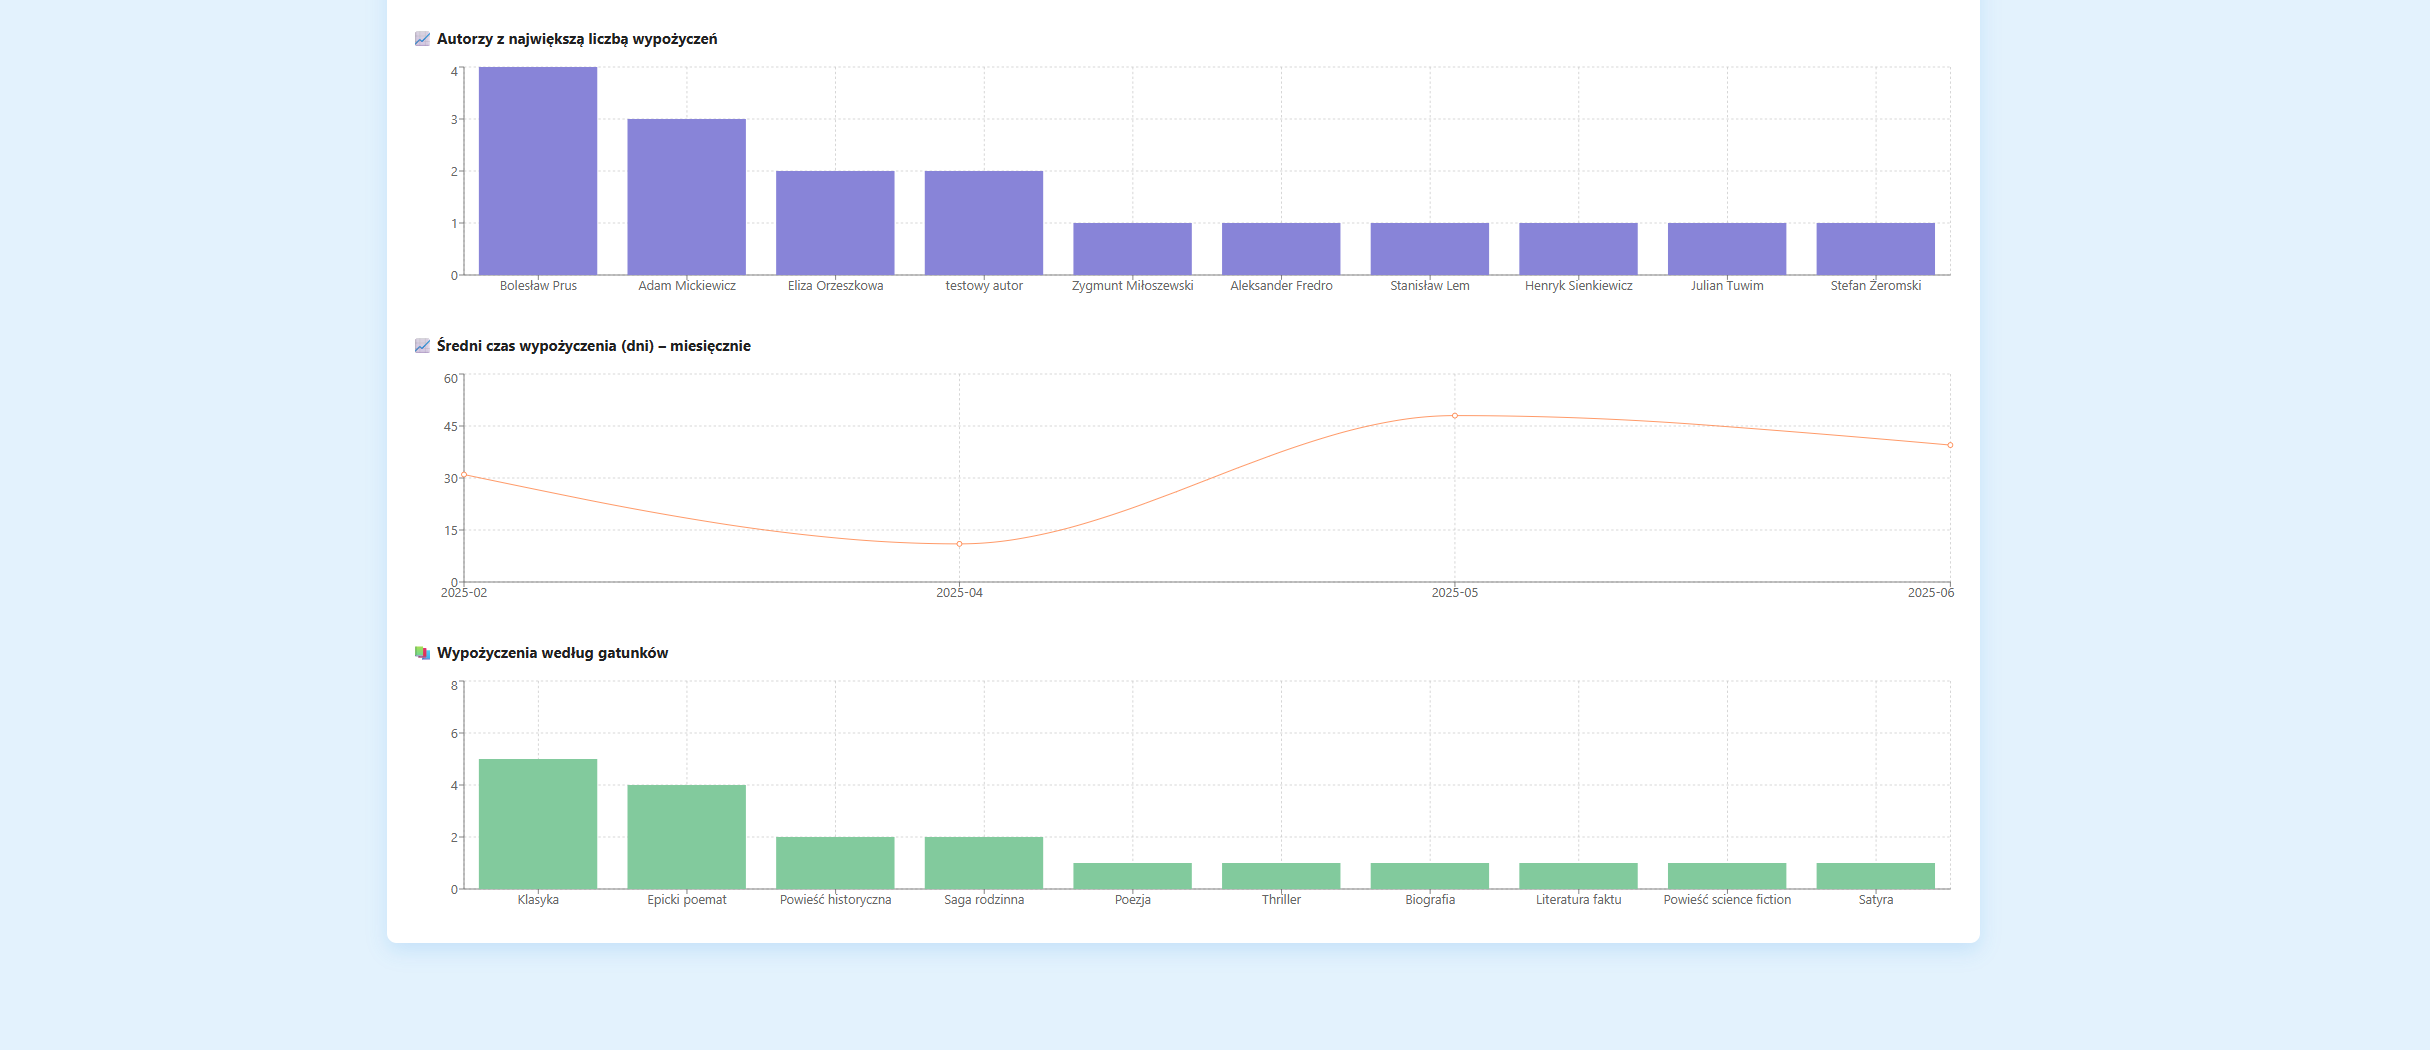 Autorzy z największą liczbą wypożyczeń
4
3
2
1
0
Bolesław Prus Adam Mickiewicz Eliza Orzeszkowa testowy autor Zygmunt Miłoszewski Aleksander Fredro Stanisław Lem Henryk Sienkiewicz Julian Tuwim Stefan Żeromski
Średni czas wypożyczenia (dni) – miesięcznie
60
45
30
15
0
2025-02 2025-04 2025-05 2025-06
Wypożyczenia według gatunków
8
6
4
2
0
Klasyka Epicki poemat Powieść historyczna Saga rodzinna Poezja Thriller Biografia Literatura faktu Powieść science fiction Satyra